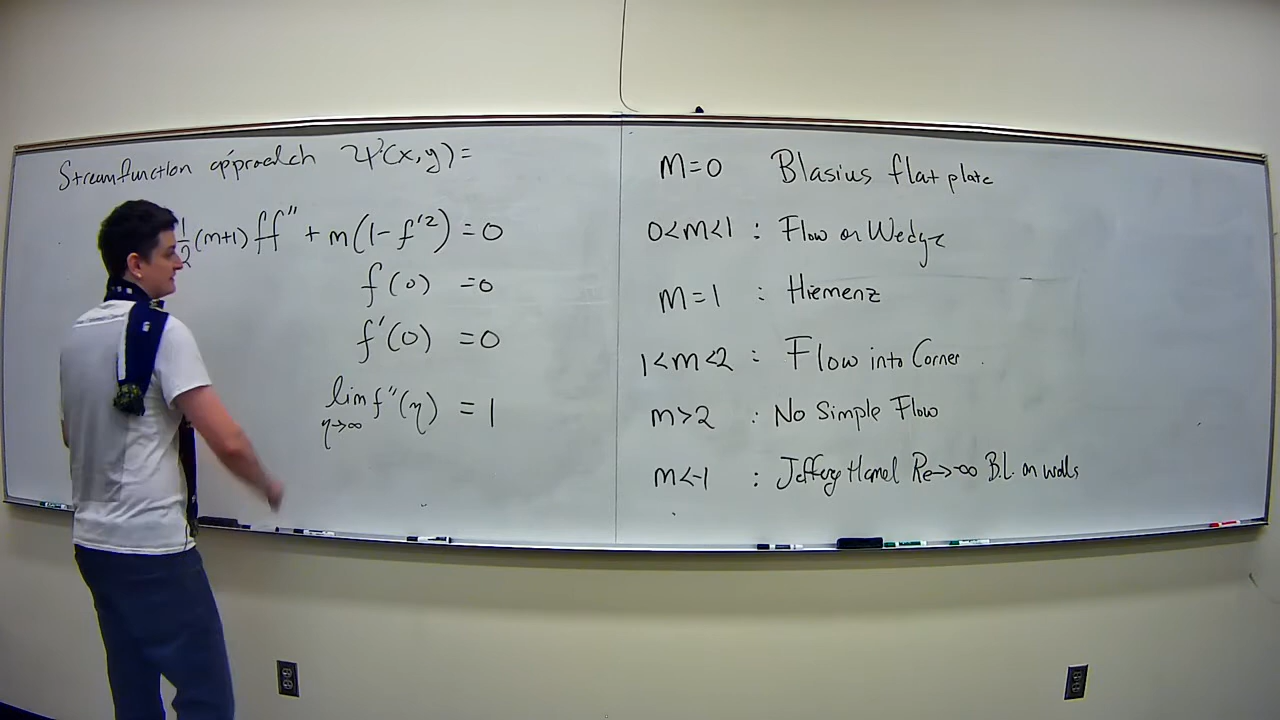 Streamfunction approach Ψ(x,y)=
1/2 (m+1) ff" + m(1-f'²) = 0
f(0) = 0
f'(0) = 0
lim f"(η) = 1
η→∞
M=0 Blasius flat plate
0<m<1 : Flow or Wedge
M=1 : Hiemenz
1<m<2 : Flow into Corner
m>2 : No Simple Flow
m<-1 : Jeffery Hamel Re→-∞ B.L. on walls